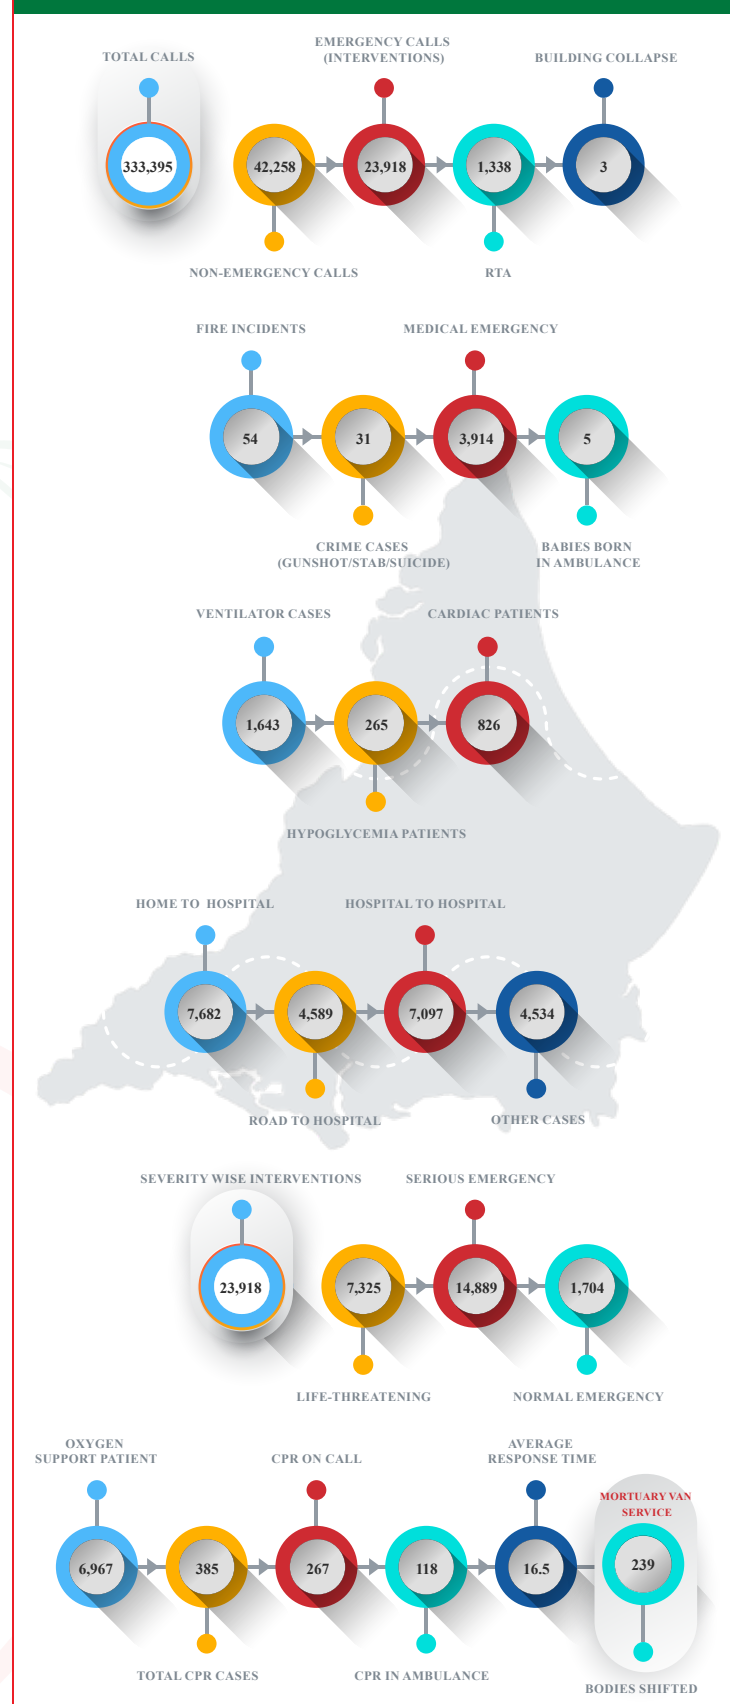 TOTAL CALLS
333,395
EMERGENCY CALLS
(INTERVENTIONS)
BUILDING COLLAPSE
42,258
23,918
1,338
3
NON-EMERGENCY CALLS
RTA
FIRE INCIDENTS
MEDICAL EMERGENCY
54
31
3,914
5
CRIME CASES
(GUNSHOT/STAB/SUICIDE)
BABIES BORN
IN AMBULANCE
VENTILATOR CASES
CARDIAC PATIENTS
1,643
265
826
HYPOGLYCEMIA PATIENTS
HOME TO HOSPITAL
HOSPITAL TO HOSPITAL
7,682
4,589
7,097
4,534
ROAD TO HOSPITAL
OTHER CASES
SEVERITY WISE INTERVENTIONS
SERIOUS EMERGENCY
23,918
7,325
14,889
1,704
LIFE-THREATENING
NORMAL EMERGENCY
OXYGEN
SUPPORT PATIENT
CPR ON CALL
AVERAGE
RESPONSE TIME
MORTUARY VAN
SERVICE
6,967
385
267
118
16.5
239
TOTAL CPR CASES
CPR IN AMBULANCE
BODIES SHIFTED